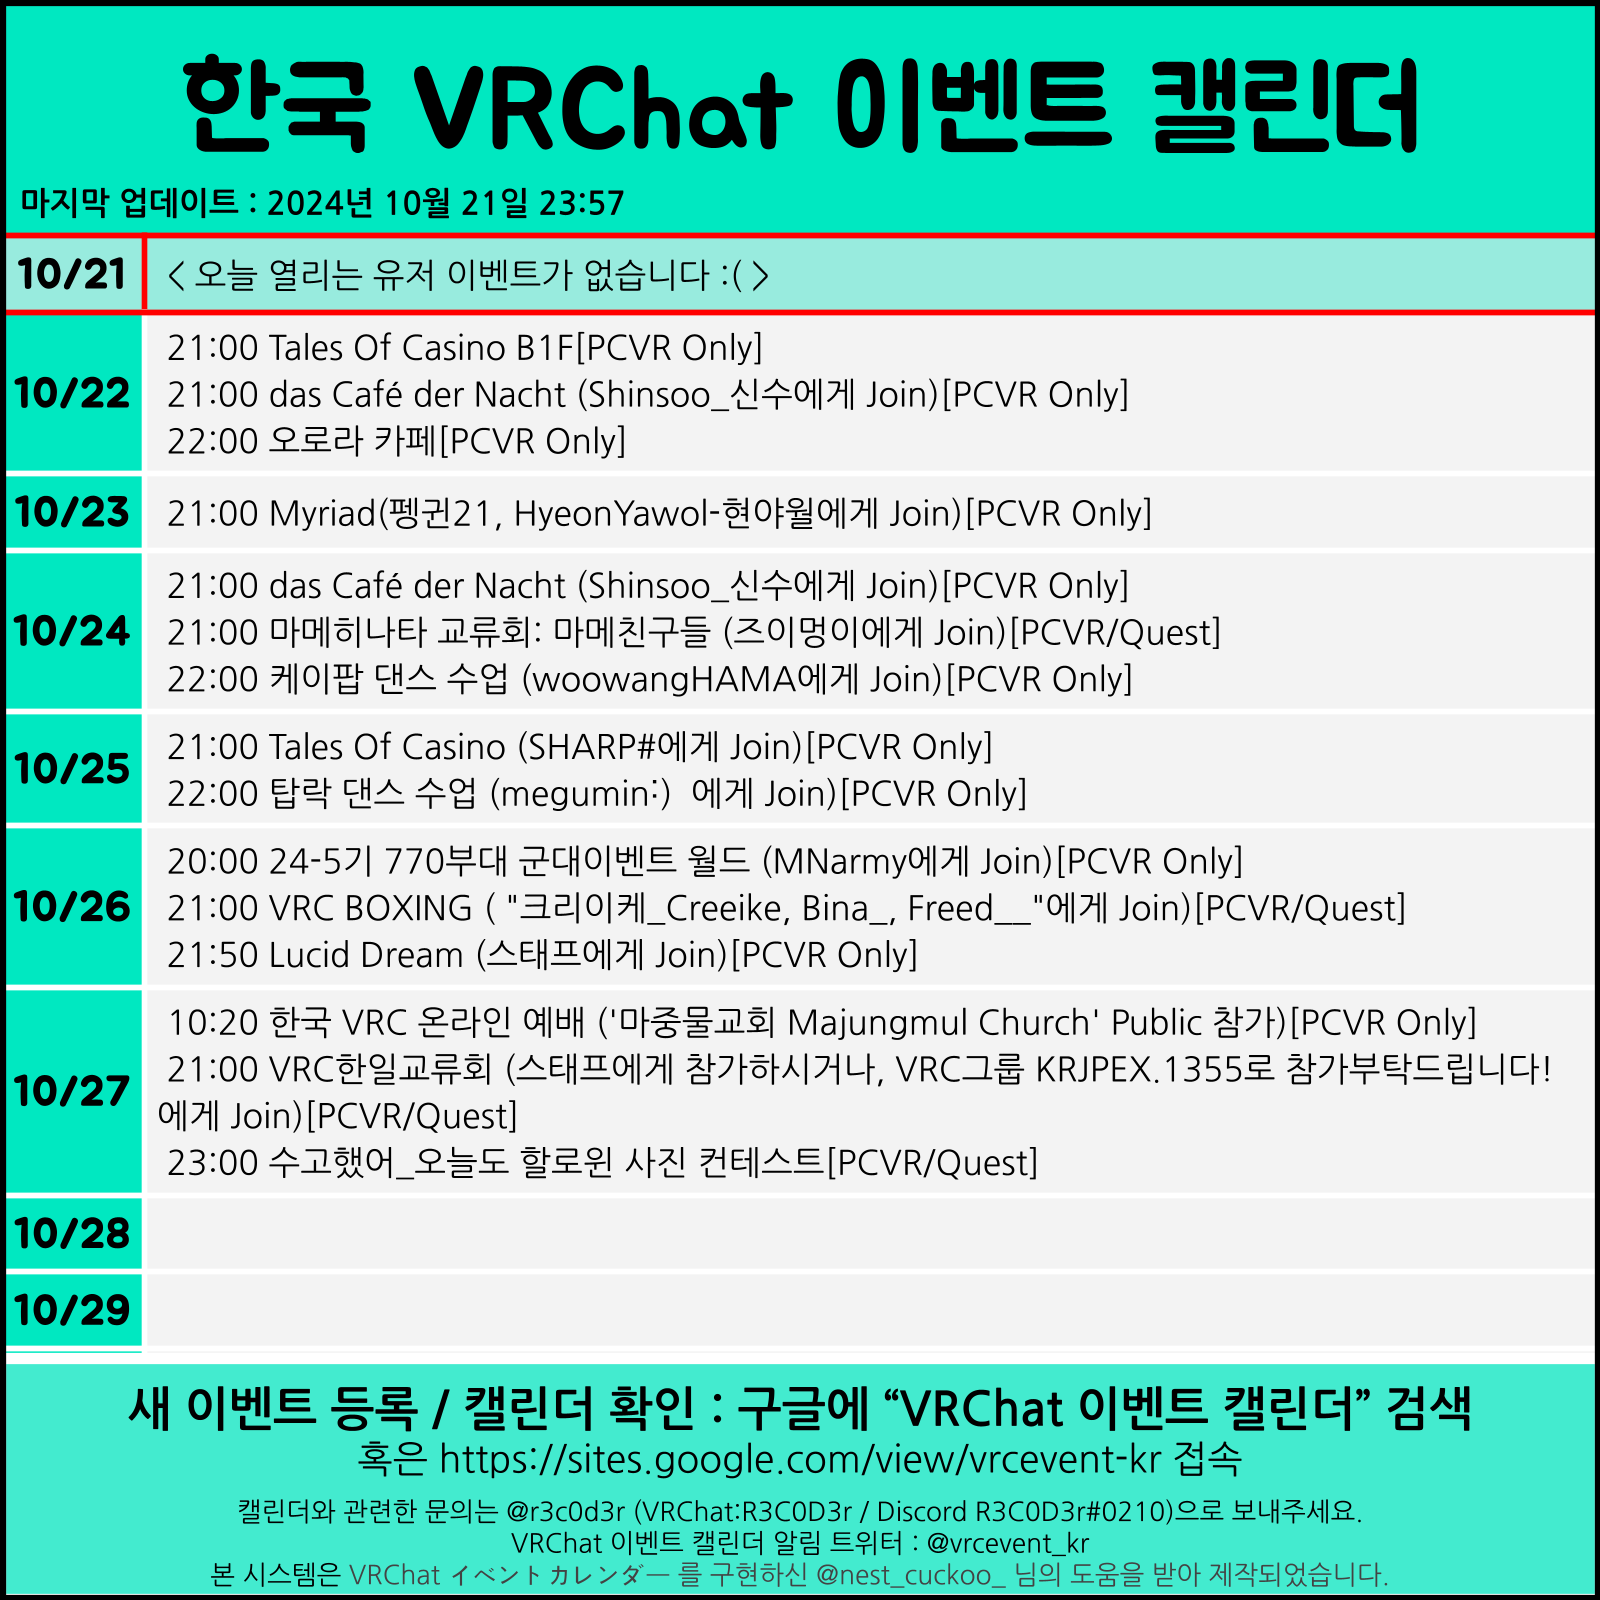 한국 VRChat 이벤트 캘린더
마지막 업데이트 : 2024년 10월 21일 23:57
10/21
< 오늘 열리는 유저 이벤트가 없습니다 :( >
10/22
21:00 Tales Of Casino B1F[PCVR Only]
21:00 das Café der Nacht (Shinsoo_신수에게 Join)[PCVR Only]
22:00 오로라 카페[PCVR Only]
10/23
21:00 Myriad(펭귄21, HyeonYawol-현야월에게 Join)[PCVR Only]
10/24
21:00 das Café der Nacht (Shinsoo_신수에게 Join)[PCVR Only]
21:00 마메히나타 교류회: 마메친구들 (즈이멍이에게 Join)[PCVR/Quest]
22:00 케이팝 댄스 수업 (woowangHAMA에게 Join)[PCVR Only]
10/25
21:00 Tales Of Casino (SHARP#에게 Join)[PCVR Only]
22:00 탑락 댄스 수업 (megumin:)  에게 Join)[PCVR Only]
10/26
20:00 24-5기 770부대 군대이벤트 월드 (MNarmy에게 Join)[PCVR Only]
21:00 VRC BOXING ( "크리이케_Creeike, Bina_, Freed__"에게 Join)[PCVR/Quest]
21:50 Lucid Dream (스태프에게 Join)[PCVR Only]
10/27
10:20 한국 VRC 온라인 예배 ('마중물교회 Majungmul Church' Public 참가)[PCVR Only]
21:00 VRC한일교류회 (스태프에게 참가하시거나, VRC그룹 KRJPEX.1355로 참가부탁드립니다!
에게 Join)[PCVR/Quest]
23:00 수고했어_오늘도 할로윈 사진 컨테스트[PCVR/Quest]
10/28
10/29
새 이벤트 등록 / 캘린더 확인 : 구글에 “VRChat 이벤트 캘린더” 검색
혹은 https://sites.google.com/view/vrcevent-kr 접속
캘린더와 관련한 문의는 @r3c0d3r (VRChat:R3C0D3r / Discord R3C0D3r#0210)으로 보내주세요.
VRChat 이벤트 캘린더 알림 트위터 : @vrcevent_kr
본 시스템은 VRChat イベントカレンダー 를 구현하신 @nest_cuckoo_ 님의 도움을 받아 제작되었습니다.